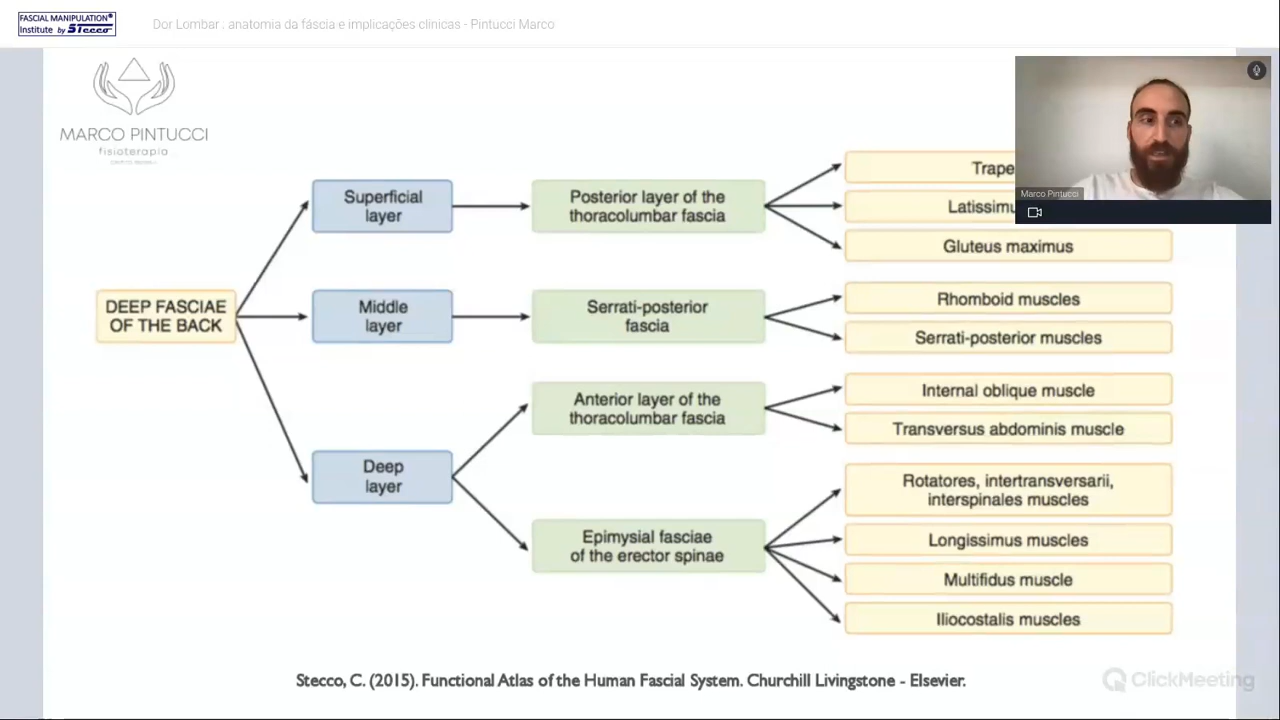 FASCIAL MANIPULATION®
Institute by Stecco
Dor Lombar : anatomia da fáscia e implicações clínicas - Pintucci Marco
MARCO PINTUCCI
fisioterapia
Marco Pintucci
DEEP FASCIAE
OF THE BACK
Superficial
layer
Middle
layer
Deep
layer
Posterior layer of the
thoracolumbar fascia
Serrati-posterior
fascia
Anterior layer of the
thoracolumbar fascia
Epimysial fasciae
of the erector spinae
Trape
Latissimu
Gluteus maximus
Rhomboid muscles
Serrati-posterior muscles
Internal oblique muscle
Transversus abdominis muscle
Rotatores, intertransversarii,
interspinales muscles
Longissimus muscles
Multifidus muscle
Iliocostalis muscles
Stecco, C. (2015). Functional Atlas of the Human Fascial System. Churchill Livingstone - Elsevier.
ClickMeeting